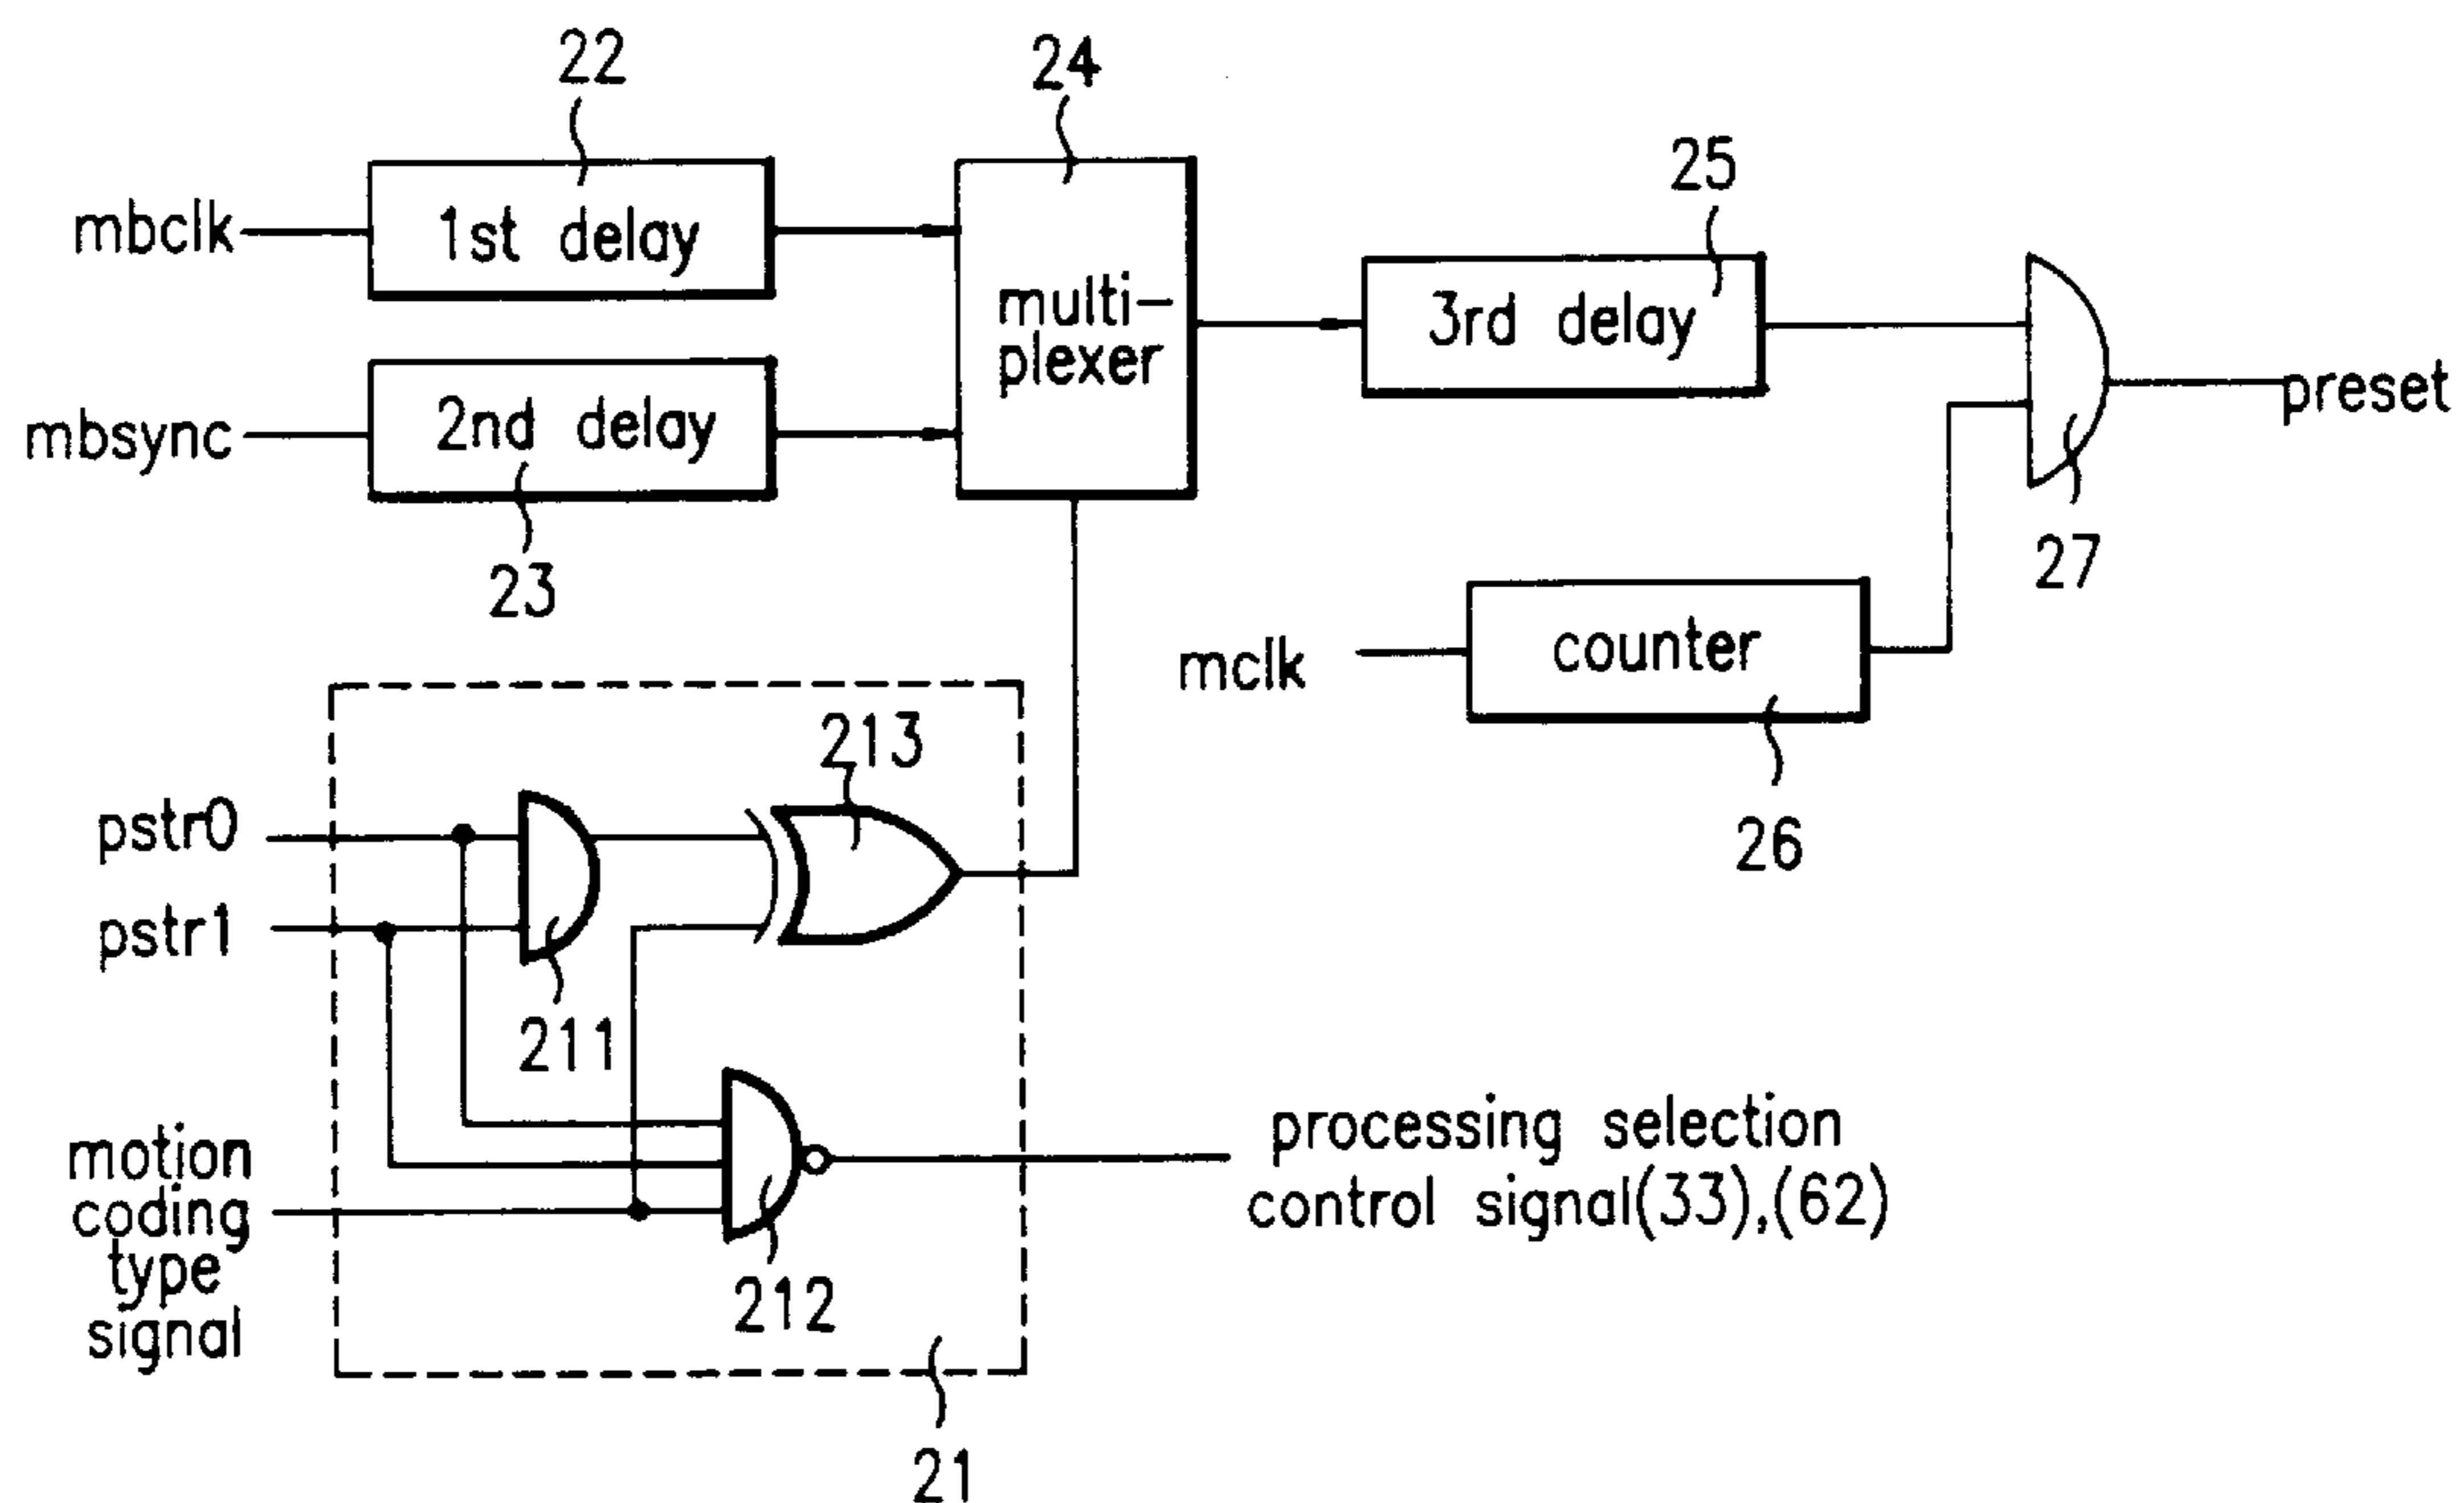 22
24
25
mbclk
1st delay
multi-
plexer
3rd delay
mbsync
2nd delay
preset
23
27
mclk
counter
26
213
pstr0
pstr1
211
motion
coding
type
signal
212
processing selection
control signal(33),(62)
21